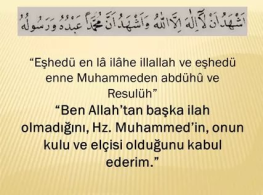 أَشْهَدُ أَنْ لَا إِلٰهَ إِلَّا اللهُ وَأَشْهَدُ أَنَّ مُحَمَّدًا عَبْدُهُ وَرَسُولُهُ
“Eşhedü en lâ ilâhe illallah ve eşhedü
enne Muhammeden abdühû ve
Resulüh”
“Ben Allah’tan başka ilah
olmadığını, Hz. Muhammed’in, onun
kulu ve elçisi olduğunu kabul
ederim.”